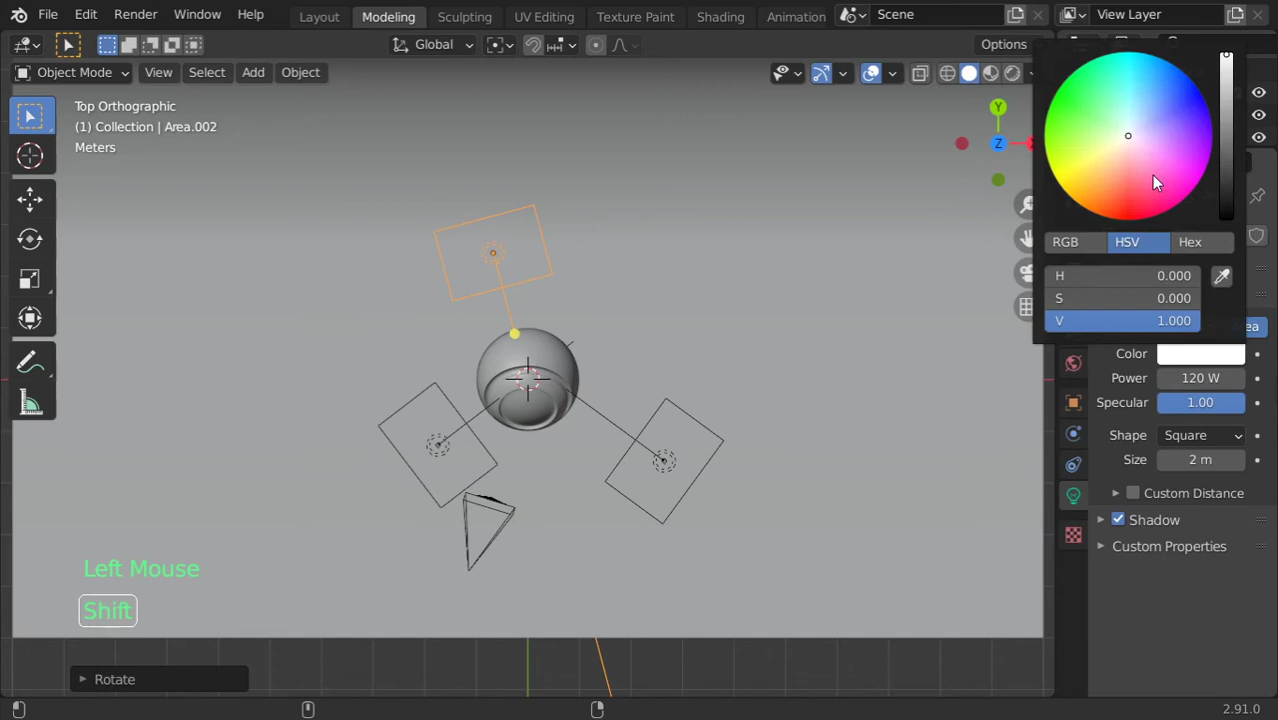 File Edit Render Window Help Layout Modeling Sculpting UV Editing Texture Paint Shading Animation Scene View Layer
Global Options
Object Mode View Select Add Object
Top Orthographic
(1) Collection | Area.002
Meters
Y
Z
RGB HSV Hex
H 0.000
S 0.000
V 1.000
Color
Power 120 W
Specular 1.00
Shape Square
Size 2 m
Custom Distance
Shadow
Custom Properties
Left Mouse
Shift
Rotate
2.91.0